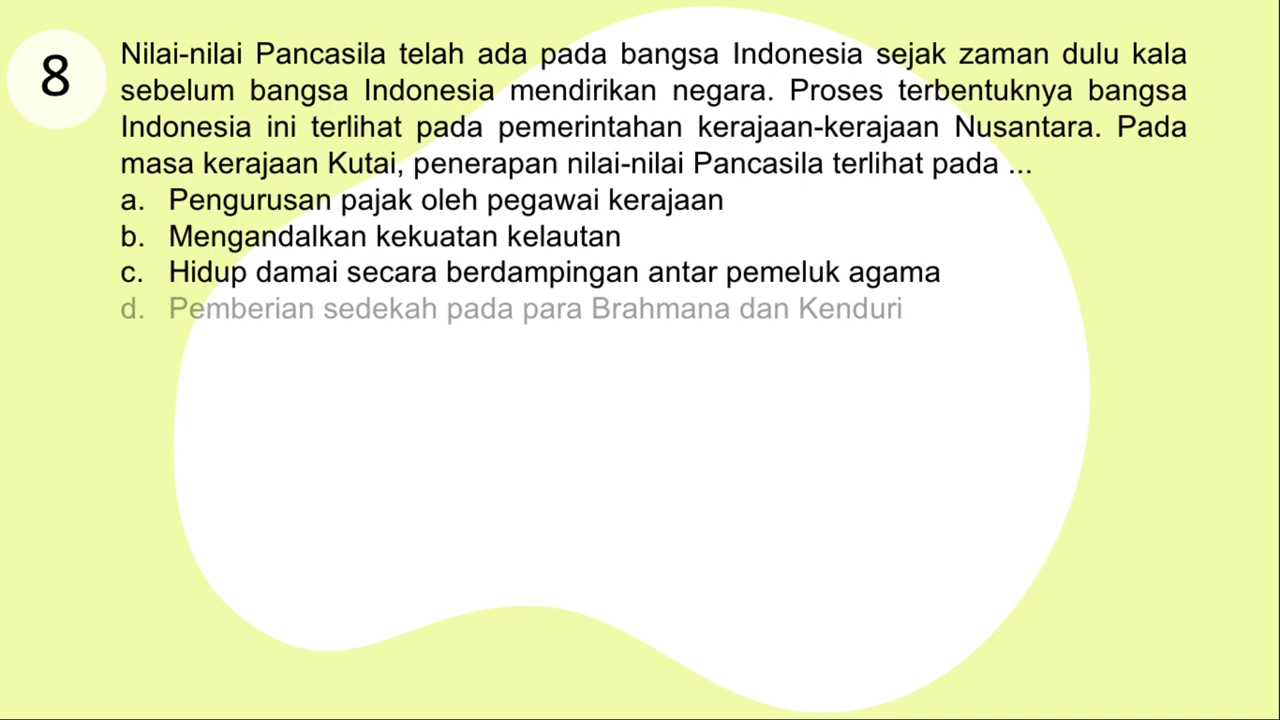 8
Nilai-nilai Pancasila telah ada pada bangsa Indonesia sejak zaman dulu kala
sebelum bangsa Indonesia mendirikan negara. Proses terbentuknya bangsa
Indonesia ini terlihat pada pemerintahan kerajaan-kerajaan Nusantara. Pada
masa kerajaan Kutai, penerapan nilai-nilai Pancasila terlihat pada ...
a. Pengurusan pajak oleh pegawai kerajaan
b. Mengandalkan kekuatan kelautan
c. Hidup damai secara berdampingan antar pemeluk agama
d. Pemberian sedekah pada para Brahmana dan Kenduri